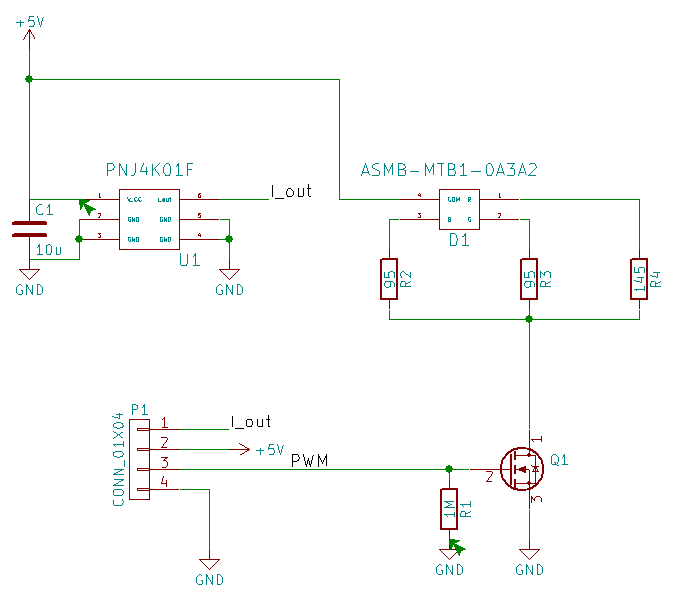 +5V
PNJ4K01F
ASMB-MTB1-0A3A2
1 V_CC I_out 6
I_out
2 GND GND 5
3 GND GND 4
C1
10u
U1
GND
GND
4 COM R 1
3 B G 2
D1
95 R2
95 R3
145 R4
P1
CONN_01X04
1 I_out
2 +5V
3 PWM
4
GND
1M R1
GND
1
2
3
Q1
GND